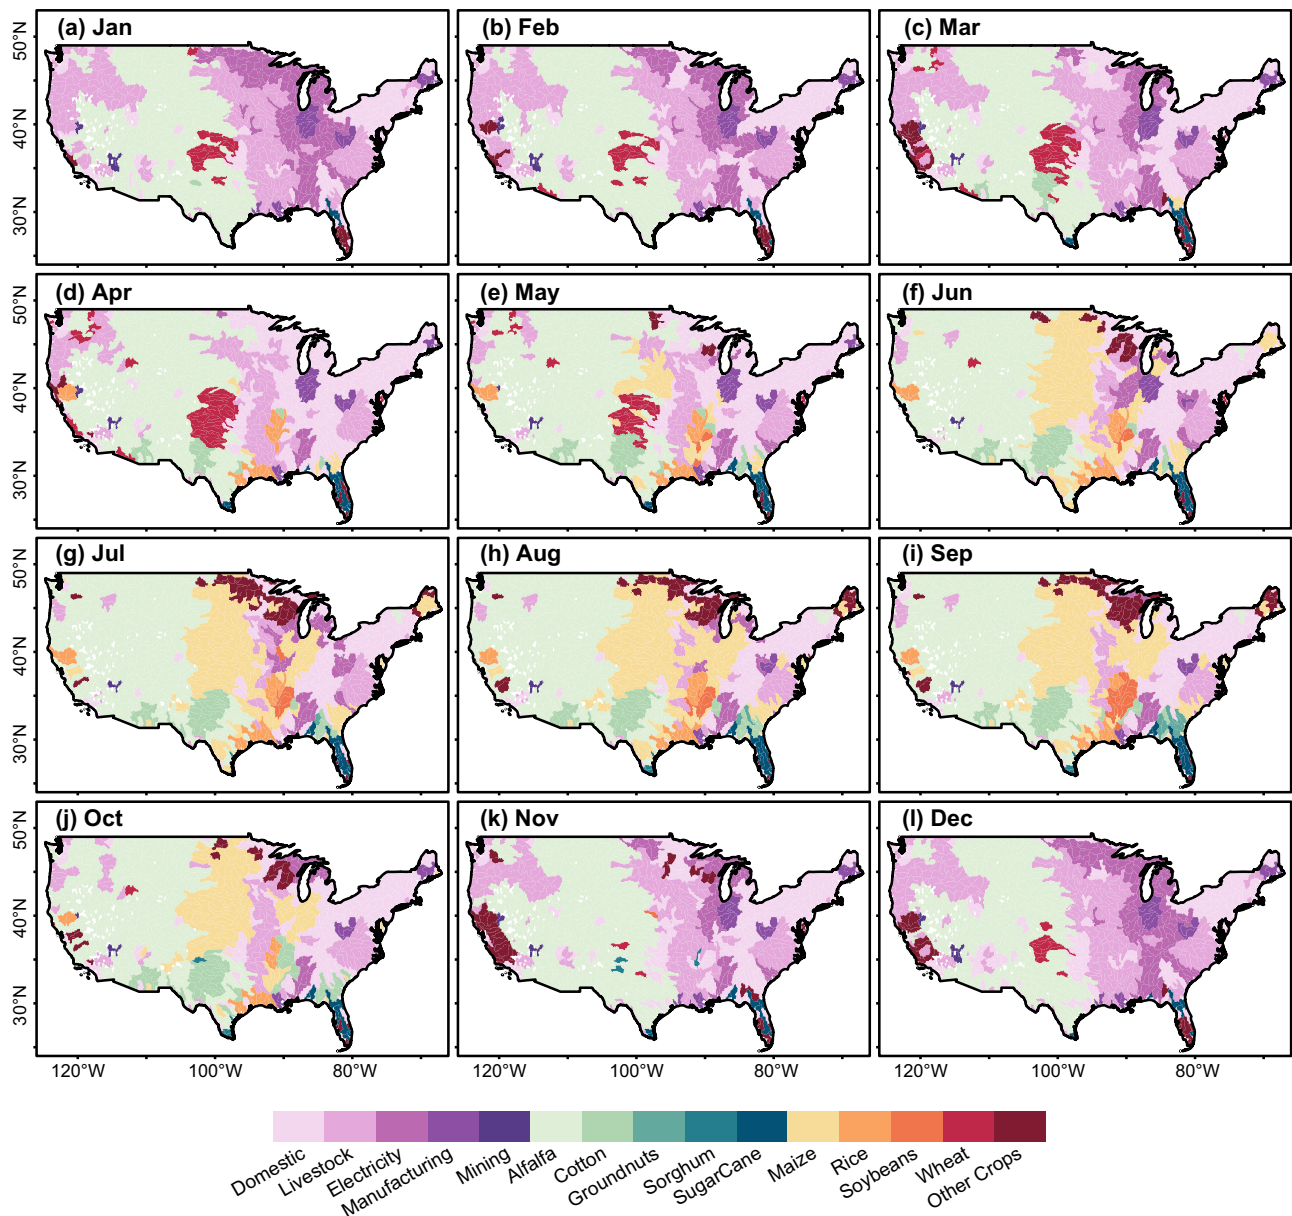 (a) Jan
(b) Feb
(c) Mar
50°N
40°N
30°N
(d) Apr
(e) May
(f) Jun
50°N
40°N
30°N
(g) Jul
(h) Aug
(i) Sep
50°N
40°N
30°N
(j) Oct
(k) Nov
(l) Dec
50°N
40°N
30°N
120°W 100°W 80°W 120°W 100°W 80°W 120°W 100°W 80°W
Domestic
Livestock
Electricity
Manufacturing
Mining
Alfalfa
Cotton
Groundnuts
Sorghum
SugarCane
Maize
Rice
Soybeans
Wheat
Other Crops